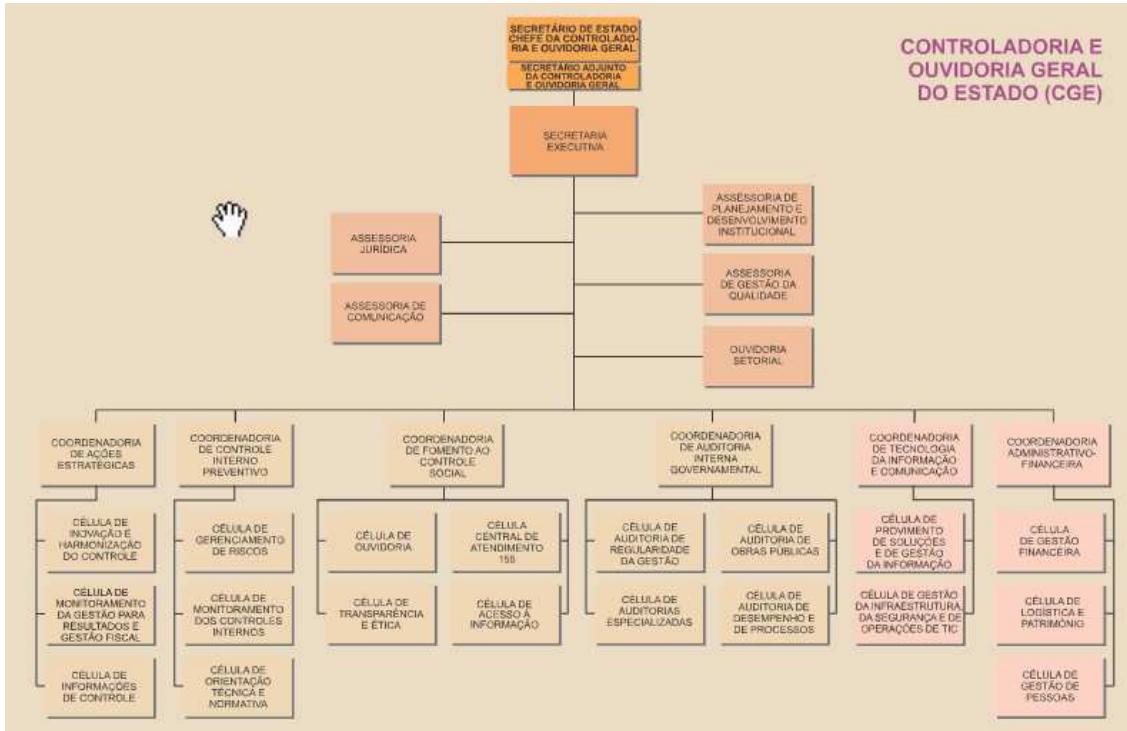 SECRETÁRIO DE ESTADO
CHEFE DA CONTROLADO-
RIA E OUVIDORIA GERAL
SECRETÁRIO ADJUNTO
DA CONTROLADORIA
E OUVIDORIA GERAL
CONTROLADORIA E
OUVIDORIA GERAL
DO ESTADO (CGE)
SECRETARIA
EXECUTIVA
ASSESSORIA
JURÍDICA
ASSESSORIA DE
COMUNICAÇÃO
ASSESSORIA DE
PLANEJAMENTO E
DESENVOLVIMENTO
INSTITUCIONAL
ASSESSORIA
DE GESTÃO DA
QUALIDADE
OUVIDORIA
SETORIAL
COORDENADORIA
DE AÇÕES
ESTRATÉGICAS
CÉLULA DE
INOVAÇÃO E
HARMONIZAÇÃO
DO CONTROLE
CÉLULA DE
MONITORAMENTO
DA GESTÃO PARA
RESULTADOS E
GESTÃO FISCAL
CÉLULA DE
INFORMAÇÕES
DE CONTROLE
COORDENADORIA
DE CONTROLE
INTERNO
PREVENTIVO
CÉLULA DE
GERENCIAMENTO
DE RISCOS
CÉLULA DE
MONITORAMENTO
DOS CONTROLES
INTERNOS
CÉLULA DE
ORIENTAÇÃO
TÉCNICA E
NORMATIVA
COORDENADORIA
DE FOMENTO AO
CONTROLE
SOCIAL
CÉLULA DE
OUVIDORIA
CÉLULA
CENTRAL DE
ATENDIMENTO
155
CÉLULA DE
TRANSPARÊNCIA
E ÉTICA
CÉLULA DE
ACESSO À
INFORMAÇÃO
COORDENADORIA
DE AUDITORIA
INTERNA
GOVERNAMENTAL
CÉLULA DE
AUDITORIA DE
REGULARIDADE
DA GESTÃO
CÉLULA DE
AUDITORIA DE
OBRAS PÚBLICAS
CÉLULA DE
AUDITORIAS
ESPECIALIZADAS
CÉLULA DE
AUDITORIA DE
DESEMPENHO E
DE PROCESSOS
COORDENADORIA
DE TECNOLOGIA
DA INFORMAÇÃO
E COMUNICAÇÃO
CÉLULA DE
PROVIMENTO
DE SOLUÇÕES
E DE GESTÃO
DA INFORMAÇÃO
CÉLULA DE GESTÃO
DA INFRAESTRUTURA,
DA SEGURANÇA E DE
OPERAÇÕES DE TIC
COORDENADORIA
ADMINISTRATIVO-
FINANCEIRA
CÉLULA
DE GESTÃO
FINANCEIRA
CÉLULA DE
LOGÍSTICA E
PATRIMÔNIO
CÉLULA DE
GESTÃO DE
PESSOAS